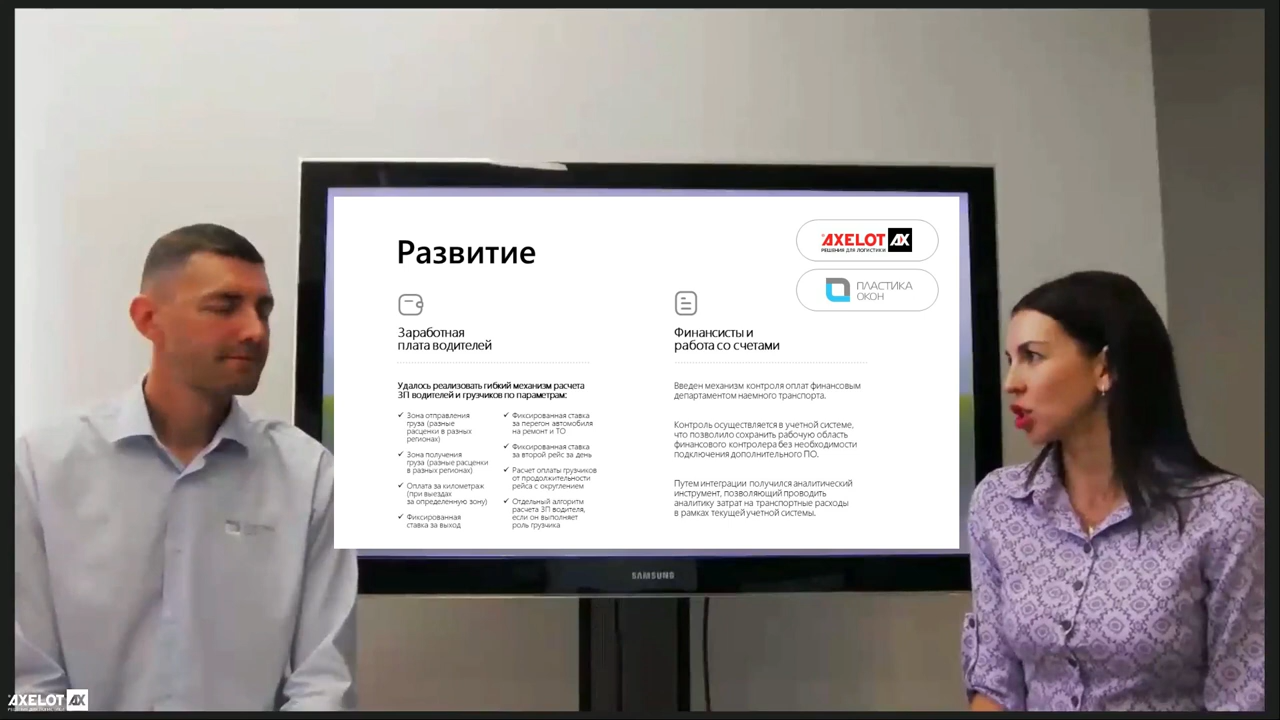 Развитие
AXELOT AX
РЕШЕНИЯ ДЛЯ ЛОГИСТИКИ
ПЛАСТИКА
ОКОН
Заработная
плата водителей
Удалось реализовать гибкий механизм расчета
ЗП водителей и грузчиков по параметрам:
✓ Зона отправления
груза (разные
расценки в разных
регионах)
✓ Зона получения
груза (разные расценки
в разных регионах)
✓ Оплата за километраж
(при выездах
за определенную зону)
✓ Фиксированная
ставка за выход
✓ Фиксированная ставка
за перегон автомобиля
на ремонт и ТО
✓ Фиксированная ставка
за второй рейс за день
✓ Расчет оплаты грузчиков
от продолжительности
рейса с округлением
✓ Отдельный алгоритм
расчета ЗП водителя,
если он выполняет
роль грузчика
Финансисты и
работа со счетами
Введен механизм контроля оплат финансовым
департаментом наемного транспорта.
Контроль осуществляется в учетной системе,
что позволило сохранить рабочую область
финансового контролера без необходимости
подключения дополнительного ПО.
Путем интеграции получился аналитический
инструмент, позволяющий проводить
аналитику затрат на транспортные расходы
в рамках текущей учетной системы.
SAMSUNG
AXELOT AX